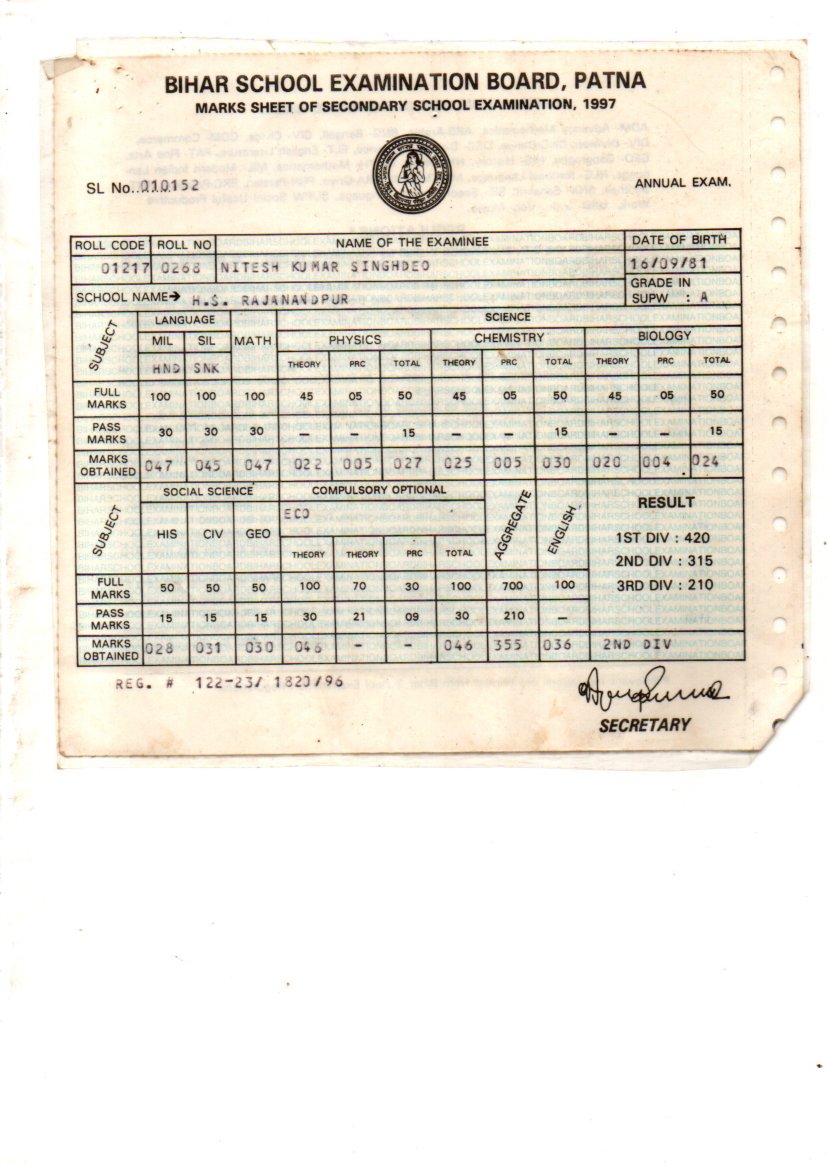 BIHAR SCHOOL EXAMINATION BOARD, PATNA
MARKS SHEET OF SECONDARY SCHOOL EXAMINATION, 1997
SL No..010152
ANNUAL EXAM.
ROLL CODE ROLL NO NAME OF THE EXAMINEE DATE OF BIRTH
01217 0268 NITESH KUMAR SINGHDEO 16/09/81
SCHOOL NAME→ H.S. RAJANANDPUR GRADE IN SUPW : A
SUBJECT LANGUAGE MATH SCIENCE
MIL SIL PHYSICS CHEMISTRY BIOLOGY
HND SNK THEORY PRC TOTAL THEORY PRC TOTAL THEORY PRC TOTAL
FULL MARKS 100 100 100 45 05 50 45 05 50 45 05 50
PASS MARKS 30 30 30 – – 15 – – 15 – – 15
MARKS OBTAINED 047 045 047 022 005 027 025 005 030 020 004 024
SUBJECT SOCIAL SCIENCE COMPULSORY OPTIONAL AGGREGATE ENGLISH RESULT
HIS CIV GEO ECO 1ST DIV : 420
THEORY THEORY PRC TOTAL 2ND DIV : 315
FULL MARKS 50 50 50 100 70 30 100 700 100 3RD DIV : 210
PASS MARKS 15 15 15 30 21 09 30 210 –
MARKS OBTAINED 028 031 030 046 – – 046 355 036 2ND DIV
REG. # 122-23/ 1820/96
SECRETARY